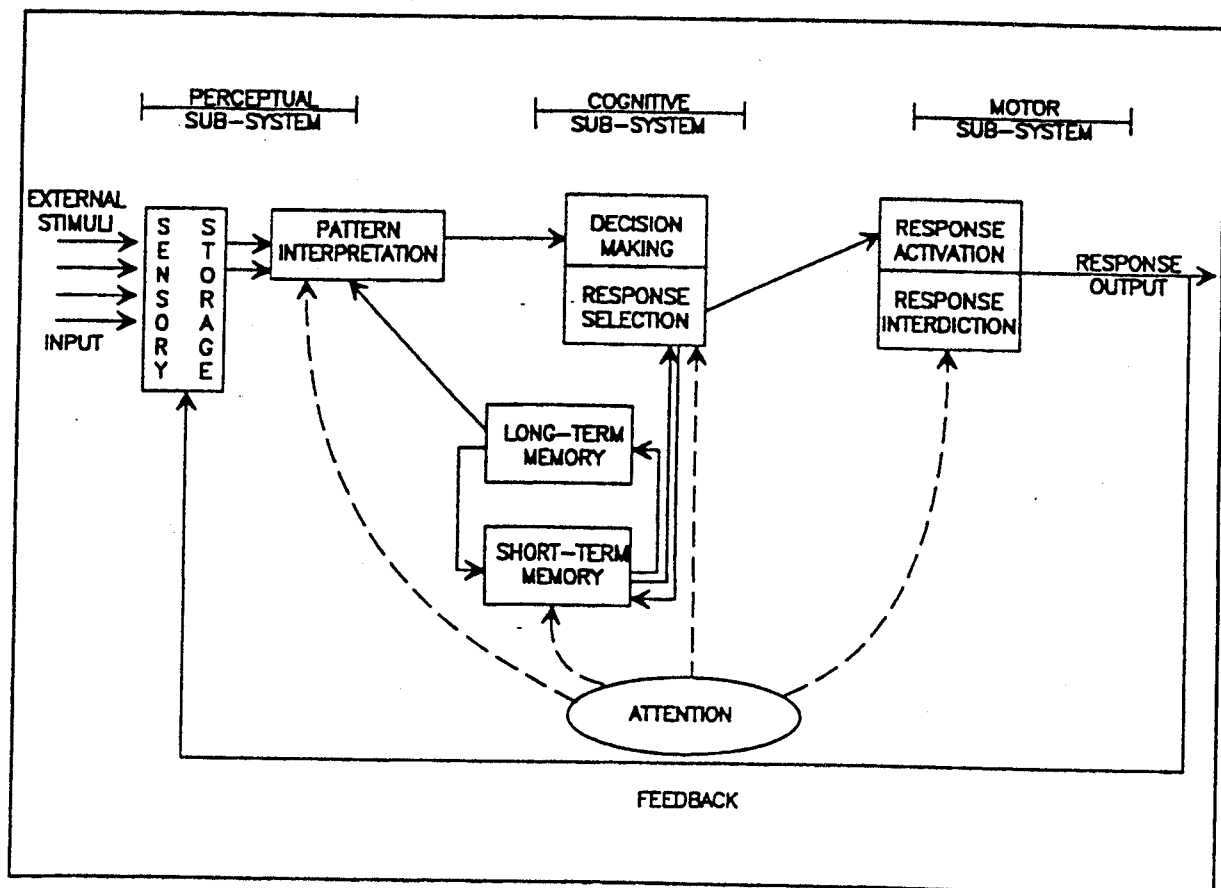 PERCEPTUAL
SUB-SYSTEM
COGNITIVE
SUB-SYSTEM
MOTOR
SUB-SYSTEM
EXTERNAL
STIMULI
INPUT
SENSORY
STORAGE
PATTERN
INTERPRETATION
DECISION
MAKING
RESPONSE
SELECTION
RESPONSE
ACTIVATION
RESPONSE
INTERDICTION
RESPONSE
OUTPUT
LONG-TERM
MEMORY
SHORT-TERM
MEMORY
ATTENTION
FEEDBACK